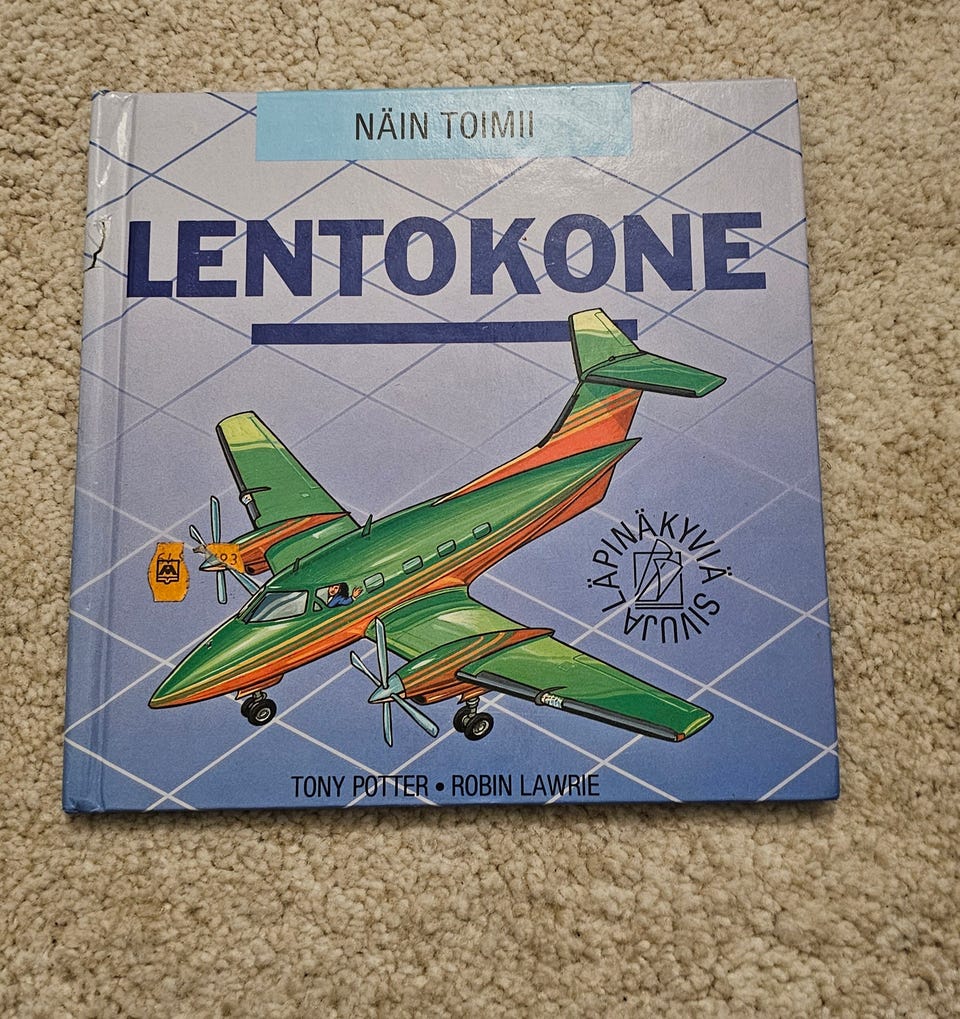 NÄIN TOIMII
LENTOKONE
LÄPINÄKYVIÄ SIVUJA
TONY POTTER • ROBIN LAWRIE